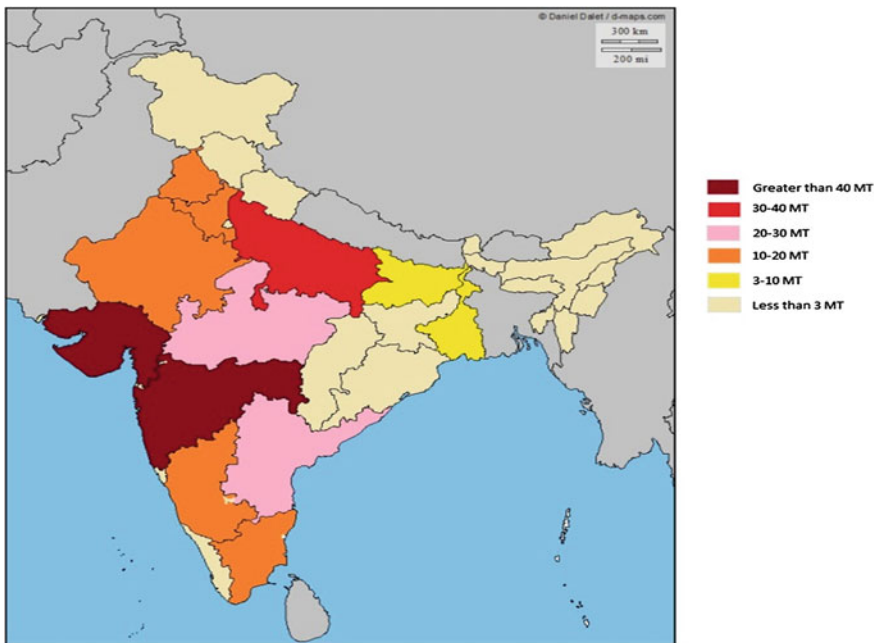 © Daniel Dalet / d-maps.com
300 km
200 mi
Greater than 40 MT
30-40 MT
20-30 MT
10-20 MT
3-10 MT
Less than 3 MT